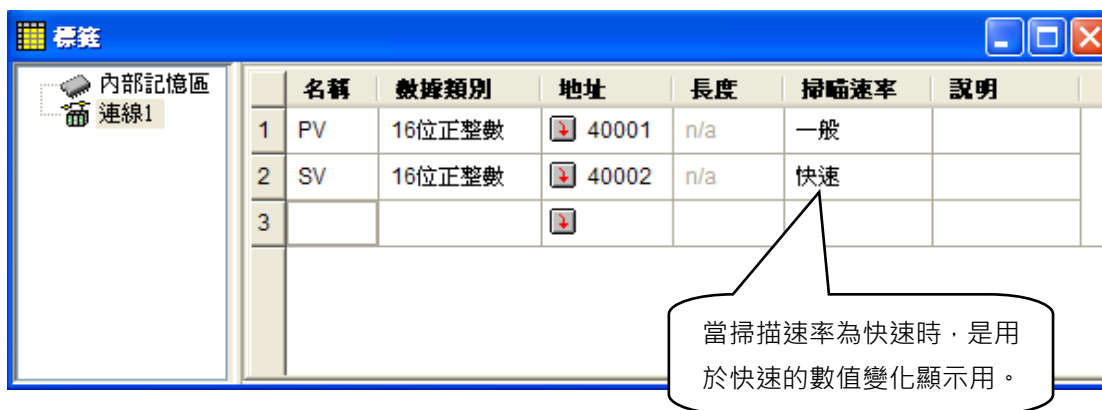 標籤
內部記憶區
連線1
名稱 數據類別 地址 長度 掃瞄速率 說明
1 PV 16位正整數 40001 n/a 一般
2 SV 16位正整數 40002 n/a 快速
3
當掃描速率為快速時，是用
於快速的數值變化顯示用。